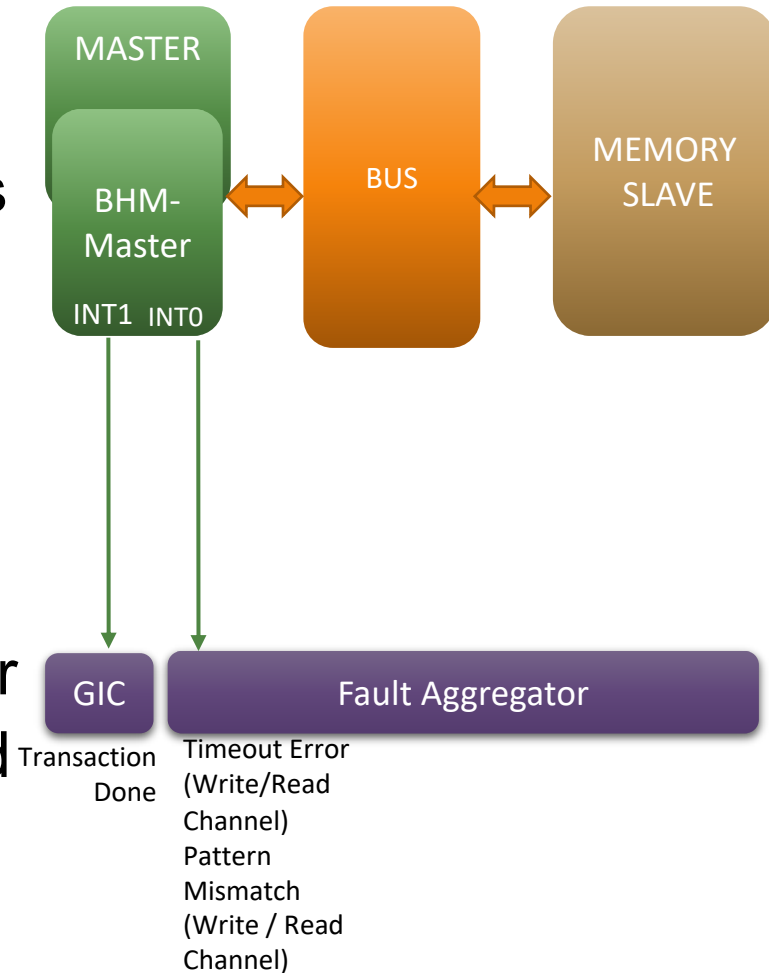 MASTER
BHM-
Master
INT1 INT0
BUS
MEMORY
SLAVE
s
r
d
GIC
Fault Aggregator
Transaction
Done
Timeout Error
(Write/Read
Channel)
Pattern
Mismatch
(Write / Read
Channel)